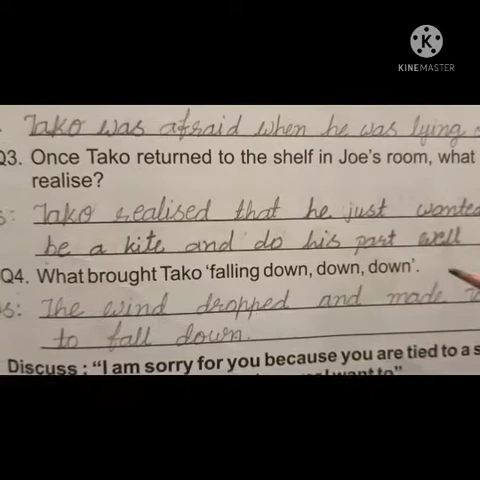 KINEMASTER
Tako was afraid when he was lying
Q3. Once Tako returned to the shelf in Joe's room, what
realise?
s: Tako realised that he just wanted
be a kite and do his part well
Q4. What brought Tako 'falling down, down, down'.
s: The wind dropped and made
to fall down.
Discuss : "I am sorry for you because you are tied to a s
I want to"